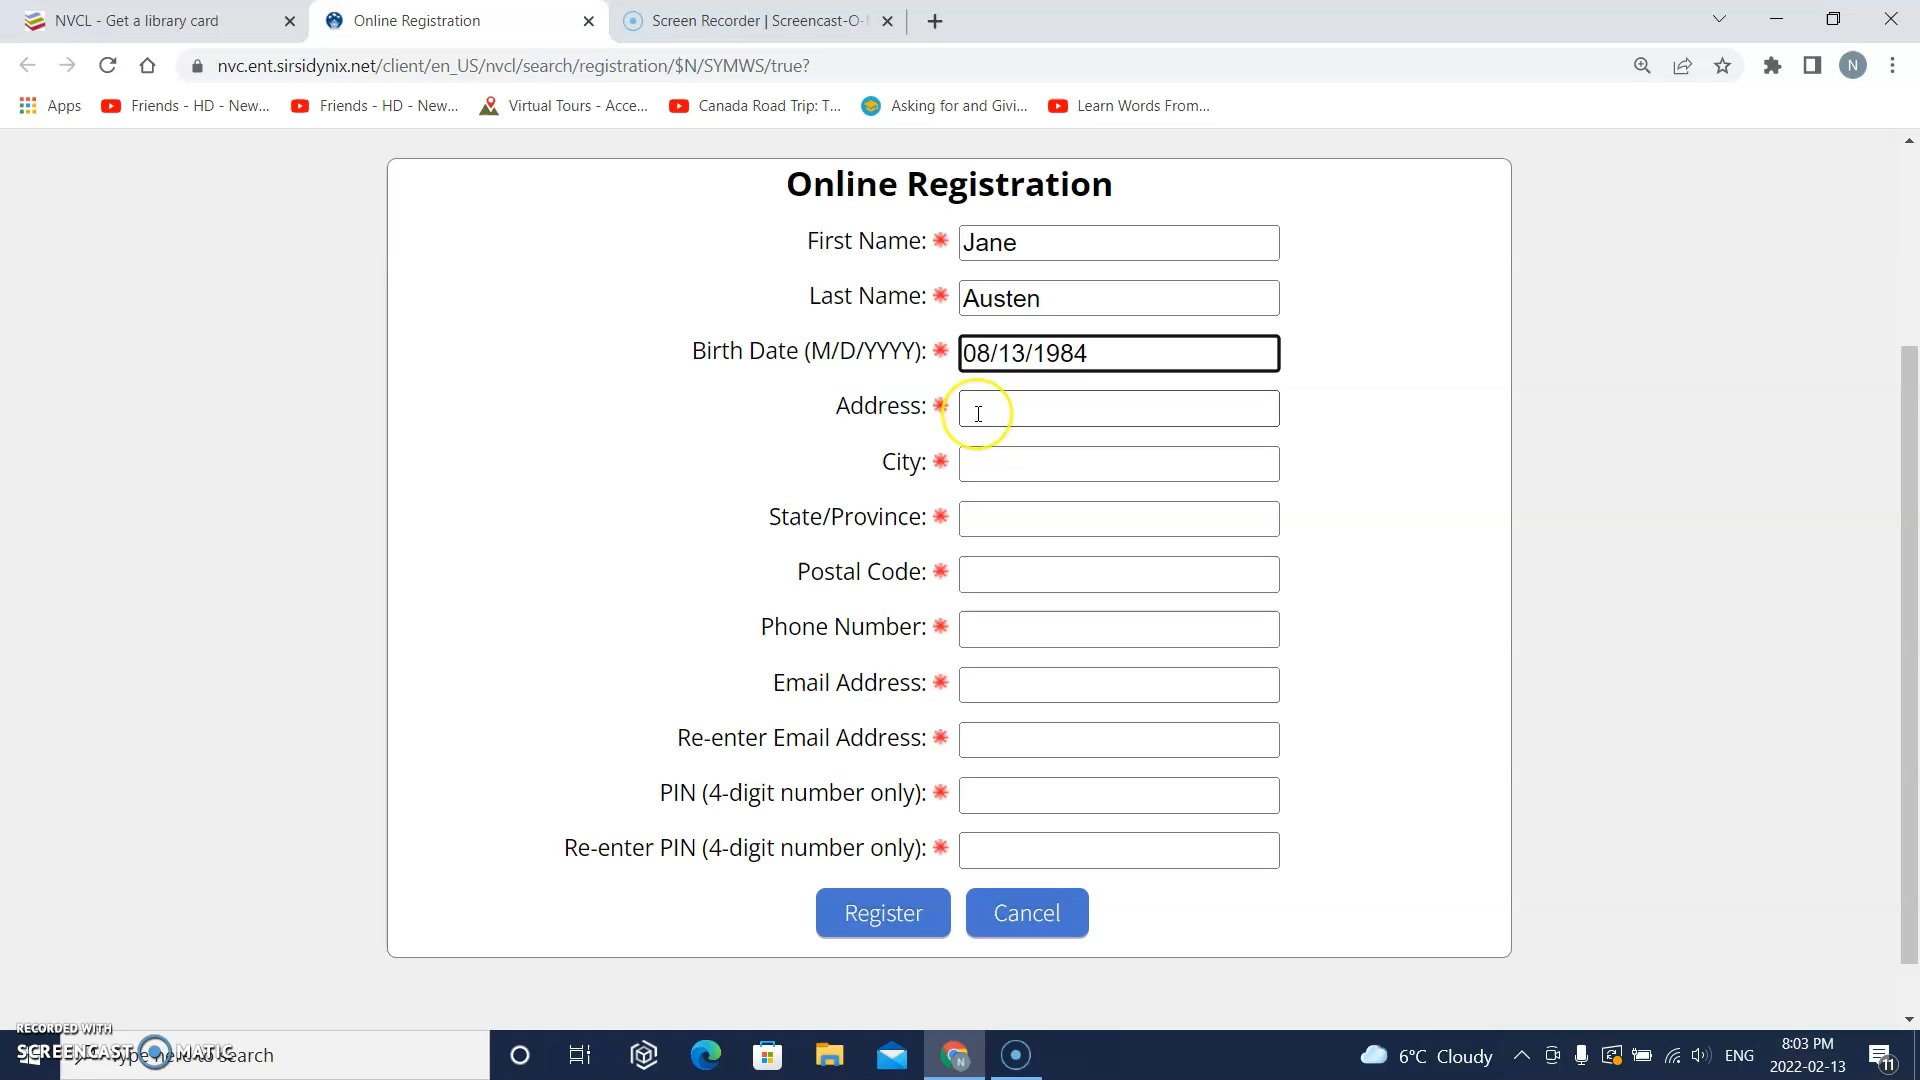 NVCL - Get a library card
Online Registration
Screen Recorder | Screencast-O-
nvc.ent.sirsidynix.net/client/en_US/nvcl/search/registration/$N/SYMWS/true?
N
Apps
Friends - HD - New...
Friends - HD - New...
Virtual Tours - Acce...
Canada Road Trip: T...
Asking for and Givi...
Learn Words From...
Online Registration
First Name: * Jane
Last Name: * Austen
Birth Date (M/D/YYYY): * 08/13/1984
Address: *
City: *
State/Province: *
Postal Code: *
Phone Number: *
Email Address: *
Re-enter Email Address: *
PIN (4-digit number only): *
Re-enter PIN (4-digit number only): *
Register
Cancel
RECORDED WITH
SCREENCAST MATIC
Type here to search
6°C Cloudy
ENG
8:03 PM
2022-02-13
11